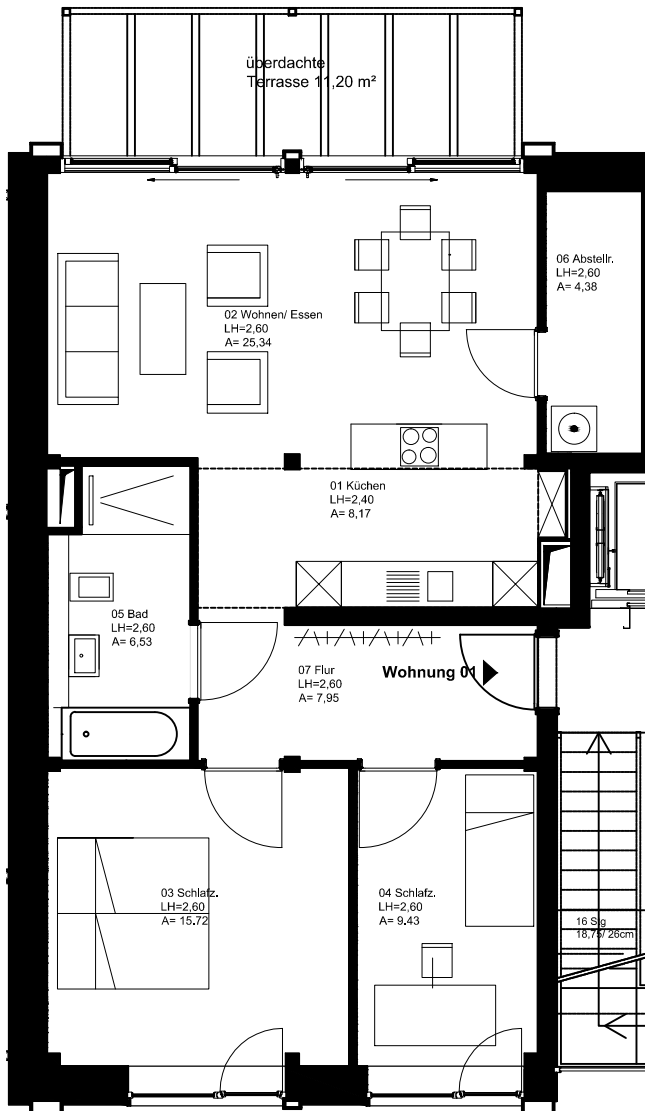 überdachte
Terrasse 11,20 m²
06 Abstellr.
LH=2,60
A= 4,38
02 Wohnen/ Essen
LH=2,60
A= 25,34
01 Küchen
LH=2,40
A= 8,17
05 Bad
LH=2,60
A= 6,53
07 Flur
LH=2,60
A= 7,95
Wohnung 01
03 Schlafz.
LH=2,60
A= 15.72
04 Schlafz.
LH=2,60
A= 9.43
16 Stg
18,75/ 26cm